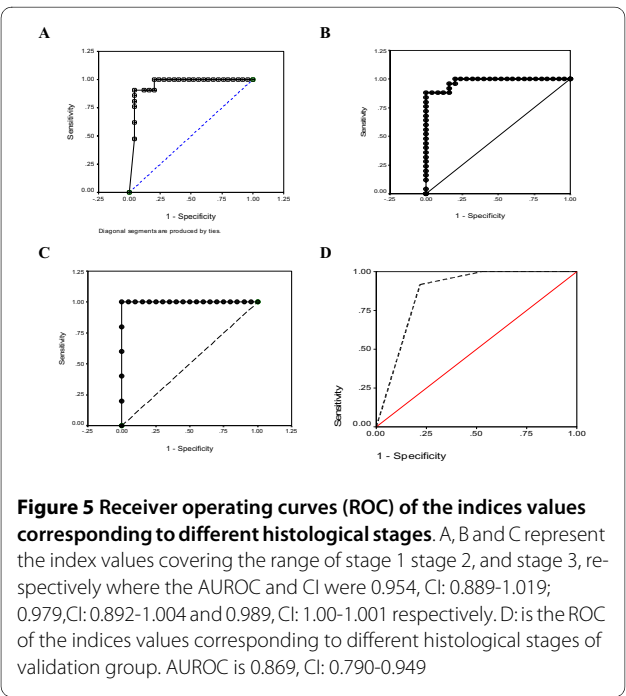 A
1.25
1.00
.75
.50
.25
0.00
Sensitivity
-.25 0.00 .25 .50 .75 1.00 1.25
1 - Specificity
Diagonal segments are produced by ties.
B
1.25
1.00
.75
.50
.25
0.00
Sensitivity
-.25 0.00 .25 .50 .75 1.00
1 - Specificity
C
1.25
1.00
.75
.50
.25
0.00
Sensitivity
-.25 0.00 .25 .50 .75 1.00 1.25
1 - Specificity
D
1.00
.75
.50
.25
0.00
Sensitivity
0.00 .25 .50 .75 1.00
1 - Specificity
Figure 5 Receiver operating curves (ROC) of the indices values
corresponding to different histological stages. A, B and C represent
the index values covering the range of stage 1 stage 2, and stage 3, re-
spectively where the AUROC and CI were 0.954, CI: 0.889-1.019;
0.979,CI: 0.892-1.004 and 0.989, CI: 1.00-1.001 respectively. D: is the ROC
of the indices values corresponding to different histological stages of
validation group. AUROC is 0.869, CI: 0.790-0.949